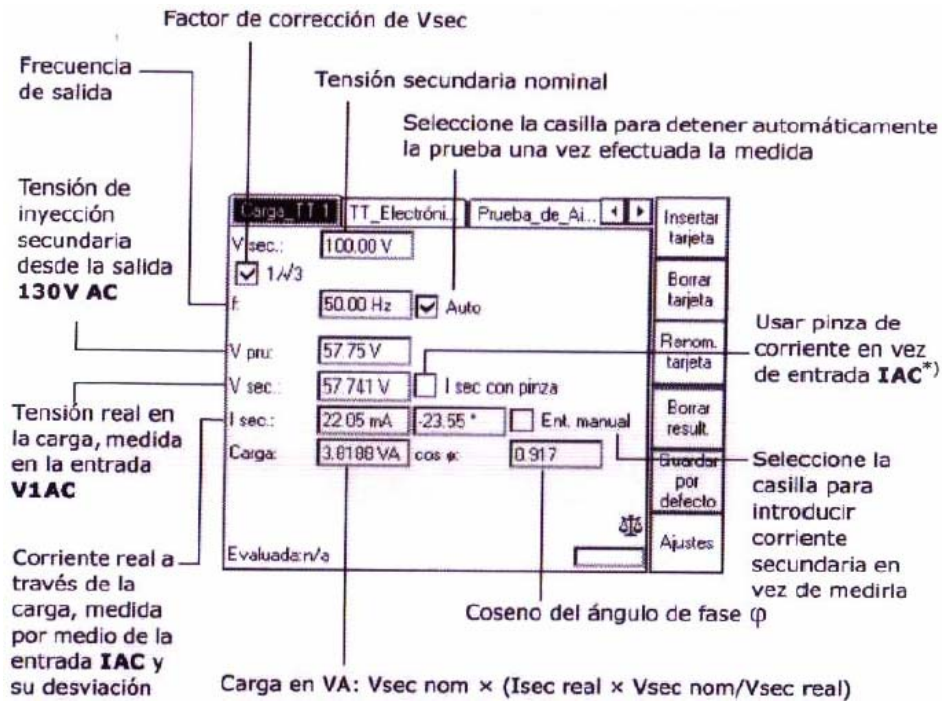 Factor de corrección de Vsec
Frecuencia
de salida
Tensión secundaria nominal
Seleccione la casilla para detener automáticamente
la prueba una vez efectuada la medida
Tensión de
inyección
secundaria
desde la salida
130V AC
Carga_TT 1 TT_Electróni... Prueba_de_Ai...
V sec.: 100.00 V
1/√3
f: 50.00 Hz Auto
V pru: 57.75 V
V sec.: 57.741 V I sec con pinza
I sec.: 22.05 mA -23.55 ° Ent. manual
Carga: 3.8188 VA cos φ: 0.917
Evaluada:n/a
Insertar
tarjeta
Borrar
tarjeta
Renom.
tarjeta
Borrar
result.
Guardar
por
defecto
Ajustes
Usar pinza de
corriente en vez
de entrada IAC*)
Tensión real en
la carga, medida
en la entrada
V1AC
Seleccione la
casilla para
introducir
corriente
secundaria en
vez de medirla
Corriente real a
través de la
carga, medida
por medio de la
entrada IAC y
su desviación
Coseno del ángulo de fase φ
Carga en VA: Vsec nom × (Isec real × Vsec nom/Vsec real)